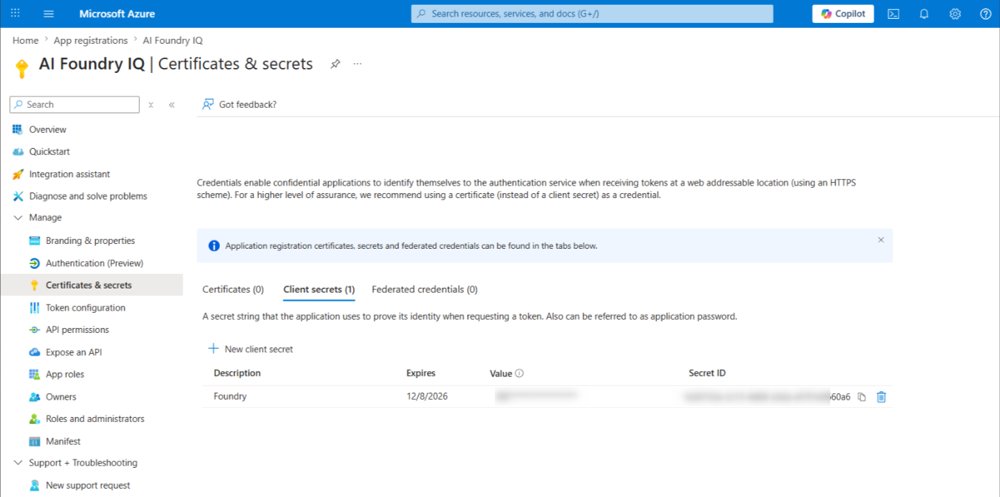 Microsoft Azure
Search resources, services, and docs (G+/)
Copilot
Home > App registrations > AI Foundry IQ
AI Foundry IQ | Certificates & secrets
Search
Got feedback?
Overview
Quickstart
Integration assistant
Diagnose and solve problems
Manage
Branding & properties
Authentication (Preview)
Certificates & secrets
Token configuration
API permissions
Expose an API
App roles
Owners
Roles and administrators
Manifest
Support + Troubleshooting
New support request
Credentials enable confidential applications to identify themselves to the authentication service when receiving tokens at a web addressable location (using an HTTPS
scheme). For a higher level of assurance, we recommend using a certificate (instead of a client secret) as a credential.
Application registration certificates, secrets and federated credentials can be found in the tabs below.
Certificates (0) Client secrets (1) Federated credentials (0)
A secret string that the application uses to prove its identity when requesting a token. Also can be referred to as application password.
New client secret
Description Expires Value Secret ID
Foundry 12/8/2026 60a6